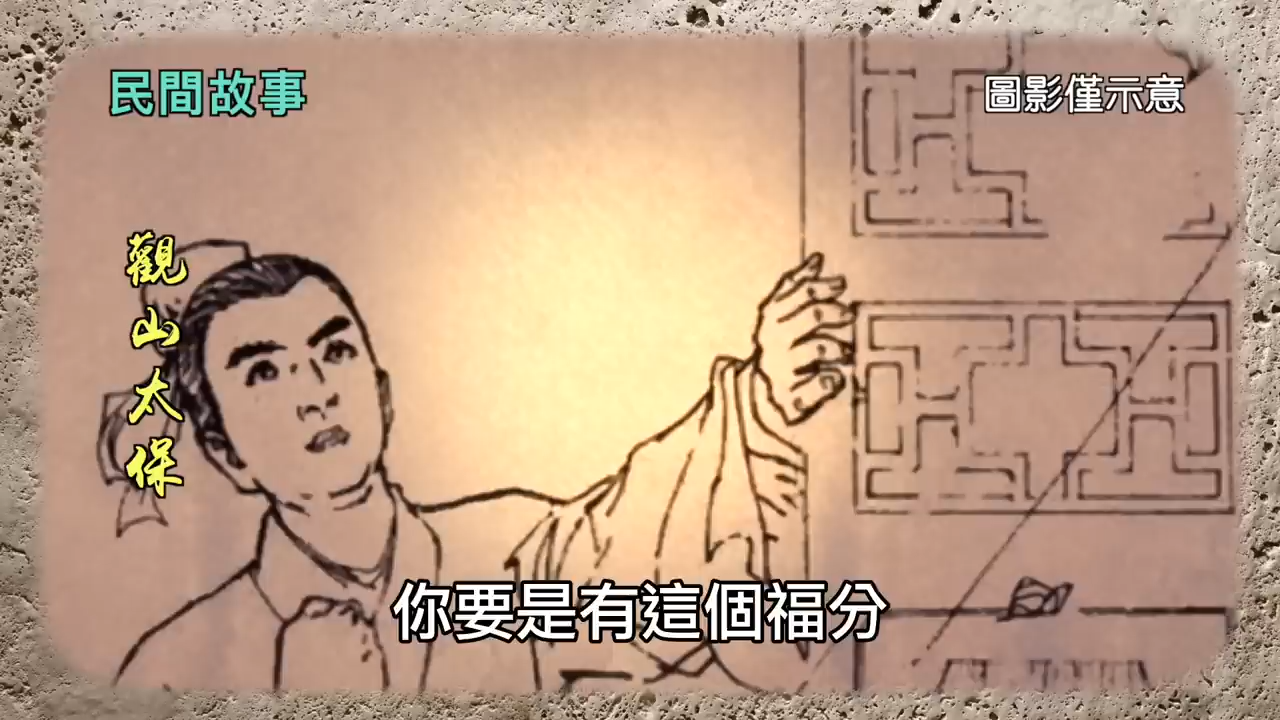 民間故事
圖影僅示意
觀山太保
你要是有這個福分